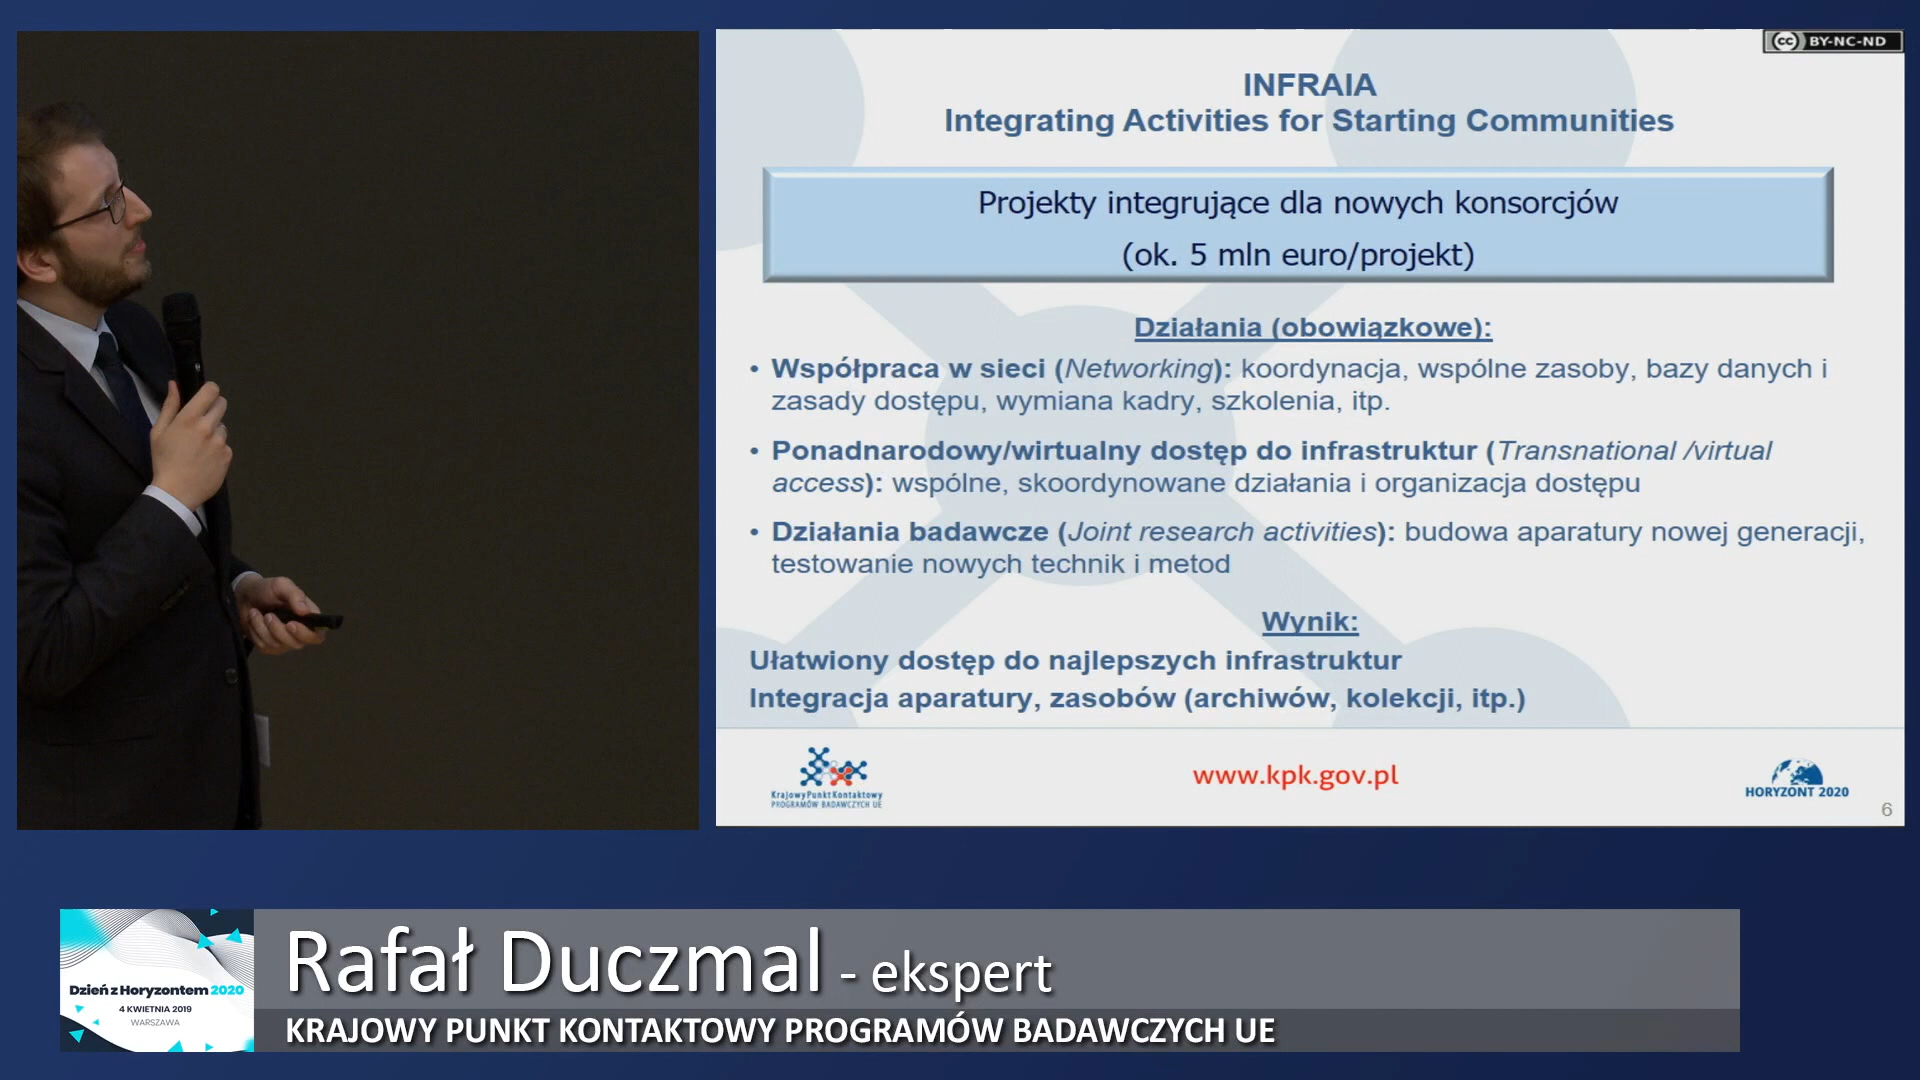 cc BY-NC-ND
INFRAIA
Integrating Activities for Starting Communities
Projekty integrujące dla nowych konsorcjów
(ok. 5 mln euro/projekt)
Działania (obowiązkowe):
• Współpraca w sieci (Networking): koordynacja, wspólne zasoby, bazy danych i
zasady dostępu, wymiana kadry, szkolenia, itp.
• Ponadnarodowy/wirtualny dostęp do infrastruktur (Transnational /virtual
access): wspólne, skoordynowane działania i organizacja dostępu
• Działania badawcze (Joint research activities): budowa aparatury nowej generacji,
testowanie nowych technik i metod
Wynik:
Ułatwiony dostęp do najlepszych infrastruktur
Integracja aparatury, zasobów (archiwów, kolekcji, itp.)
Krajowy Punkt Kontaktowy
PROGRAMÓW BADAWCZYCH UE
www.kpk.gov.pl
HORYZONT 2020
6
Dzień z Horyzontem 2020
4 KWIETNIA 2019
WARSZAWA
Rafał Duczmal - ekspert
KRAJOWY PUNKT KONTAKTOWY PROGRAMÓW BADAWCZYCH UE